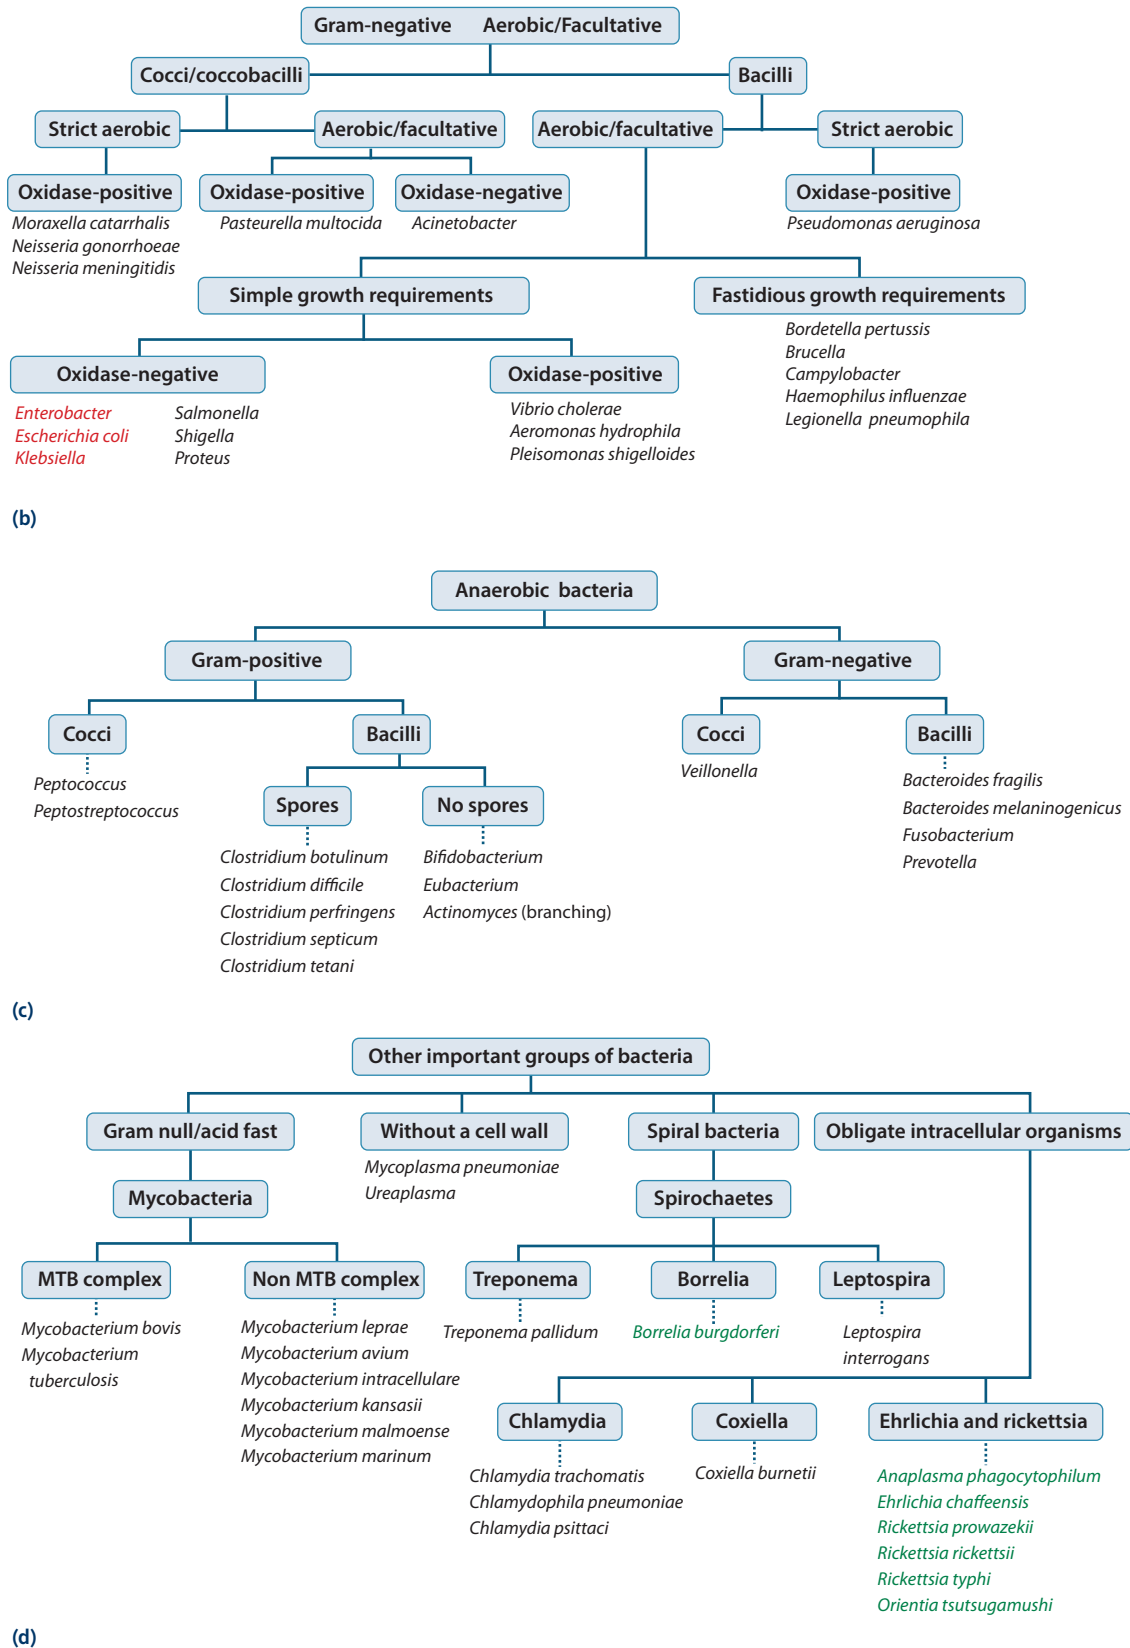 Gram-negative Aerobic/Facultative
Cocci/coccobacilli
Bacilli
Strict aerobic
Aerobic/facultative
Aerobic/facultative
Strict aerobic
Oxidase-positive
Moraxella catarrhalis
Neisseria gonorrhoeae
Neisseria meningitidis
Oxidase-positive
Pasteurella multocida
Oxidase-negative
Acinetobacter
Oxidase-positive
Pseudomonas aeruginosa
Simple growth requirements
Fastidious growth requirements
Bordetella pertussis
Brucella
Campylobacter
Haemophilus influenzae
Legionella pneumophila
Oxidase-negative
Enterobacter
Escherichia coli
Klebsiella
Salmonella
Shigella
Proteus
Oxidase-positive
Vibrio cholerae
Aeromonas hydrophila
Pleisomonas shigelloides
(b)
Anaerobic bacteria
Gram-positive
Gram-negative
Cocci
Peptococcus
Peptostreptococcus
Bacilli
Spores
Clostridium botulinum
Clostridium difficile
Clostridium perfringens
Clostridium septicum
Clostridium tetani
No spores
Bifidobacterium
Eubacterium
Actinomyces (branching)
Cocci
Veillonella
Bacilli
Bacteroides fragilis
Bacteroides melaninogenicus
Fusobacterium
Prevotella
(c)
Other important groups of bacteria
Gram null/acid fast
Without a cell wall
Mycoplasma pneumoniae
Ureaplasma
Spiral bacteria
Obligate intracellular organisms
Mycobacteria
Spirochaetes
MTB complex
Mycobacterium bovis
Mycobacterium
tuberculosis
Non MTB complex
Mycobacterium leprae
Mycobacterium avium
Mycobacterium intracellulare
Mycobacterium kansasii
Mycobacterium malmoense
Mycobacterium marinum
Treponema
Treponema pallidum
Borrelia
Borrelia burgdorferi
Leptospira
Leptospira
interrogans
Chlamydia
Chlamydia trachomatis
Chlamydophila pneumoniae
Chlamydia psittaci
Coxiella
Coxiella burnetii
Ehrlichia and rickettsia
Anaplasma phagocytophilum
Ehrlichia chaffeensis
Rickettsia prowazekii
Rickettsia rickettsii
Rickettsia typhi
Orientia tsutsugamushi
(d)